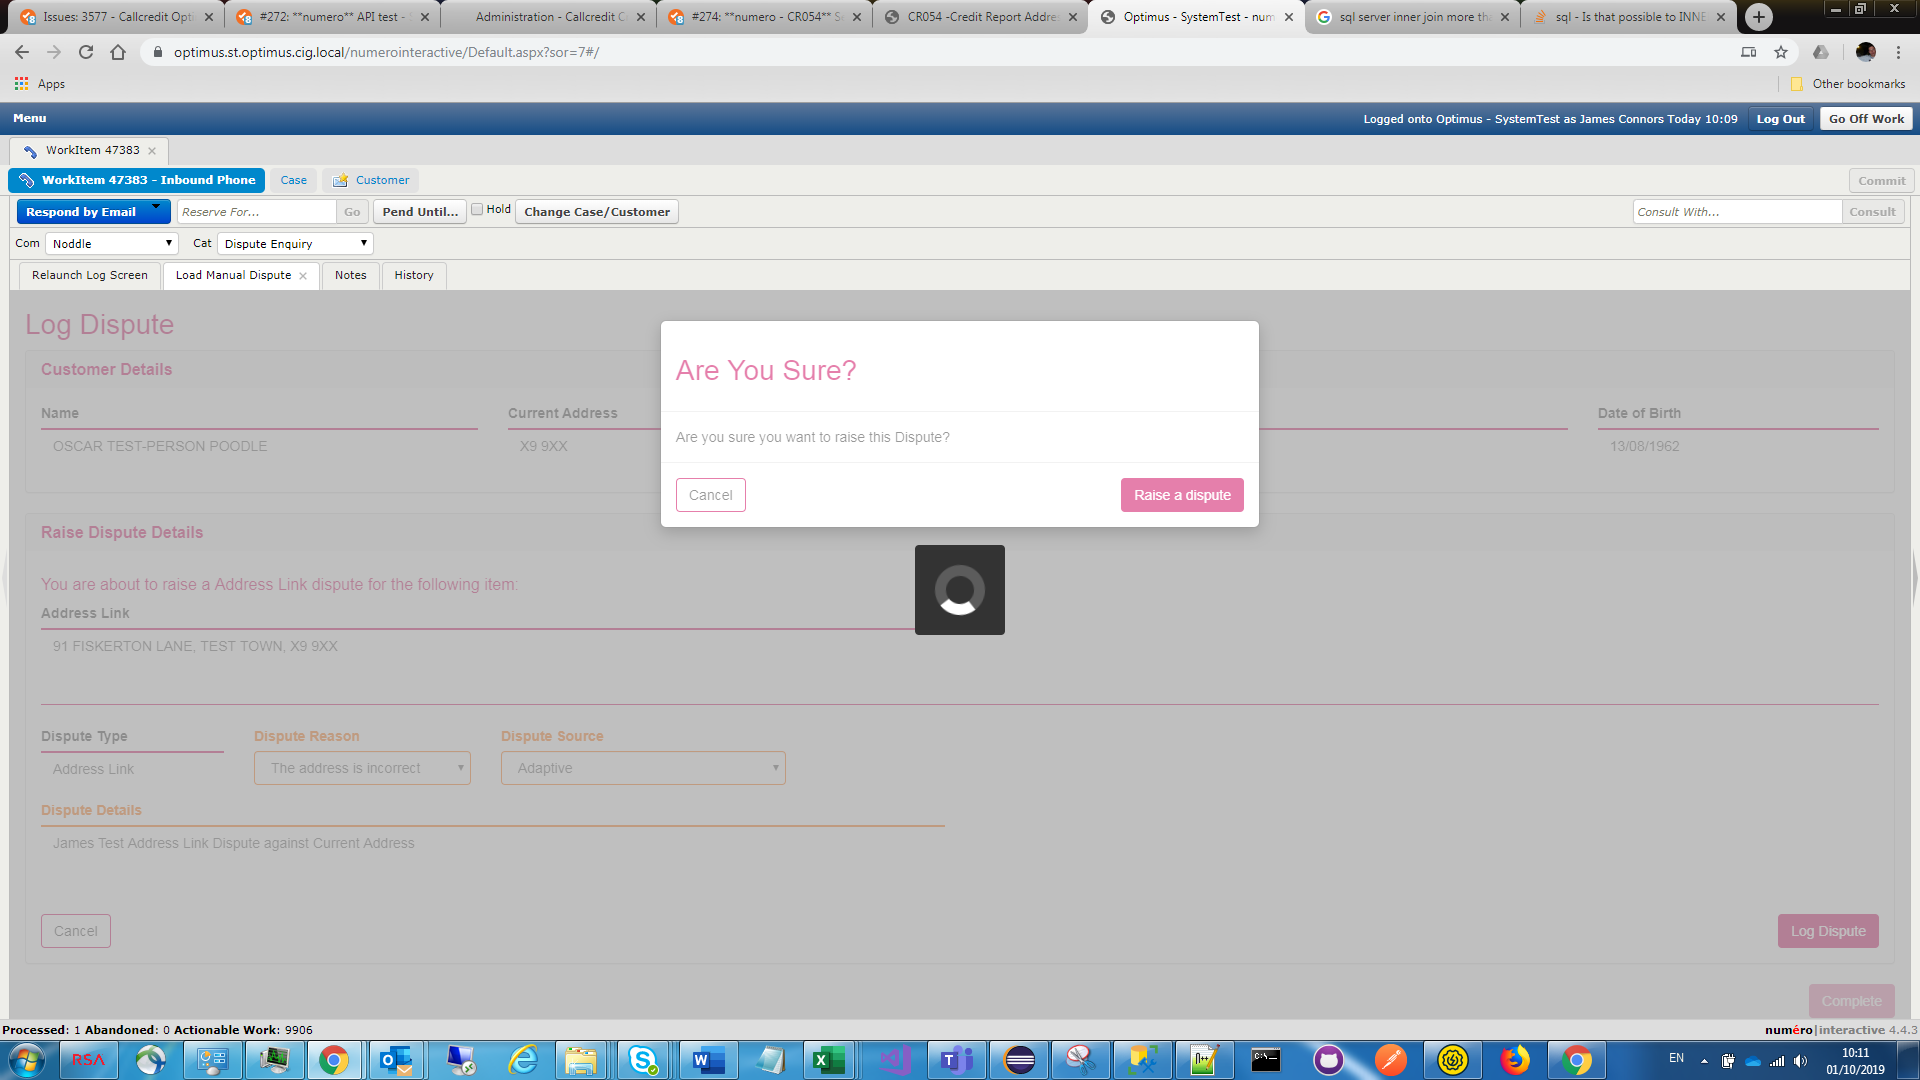 Issues: 3577 - Callcredit Opti
#272: **numero** API test -
Administration - Callcredit C
#274: **numero - CR054** S
CR054 -Credit Report Addre
Optimus - SystemTest - num
sql server inner join more th
sql - Is that possible to INNE
optimus.st.optimus.cig.local/numerointeractive/Default.aspx?sor=7#/
Apps
Other bookmarks
Menu
Logged onto Optimus - SystemTest as James Connors Today 10:09
Log Out
Go Off Work
WorkItem 47383
WorkItem 47383 - Inbound Phone
Case
Customer
Commit
Respond by Email
Reserve For...
Go
Pend Until...
Hold
Change Case/Customer
Consult With...
Consult
Com
Noddle
Cat
Dispute Enquiry
Relaunch Log Screen
Load Manual Dispute
Notes
History
Log Dispute
Customer Details
Name
Current Address
Date of Birth
OSCAR TEST-PERSON POODLE
X9 9XX
13/08/1962
Are You Sure?
Are you sure you want to raise this Dispute?
Cancel
Raise a dispute
Raise Dispute Details
You are about to raise a Address Link dispute for the following item:
Address Link
91 FISKERTON LANE, TEST TOWN, X9 9XX
Dispute Type
Dispute Reason
Dispute Source
Address Link
The address is incorrect
Adaptive
Dispute Details
James Test Address Link Dispute against Current Address
Cancel
Log Dispute
Complete
Processed: 1 Abandoned: 0 Actionable Work: 9906
numéro|interactive 4.4.3
RSA
EN
10:11
01/10/2019